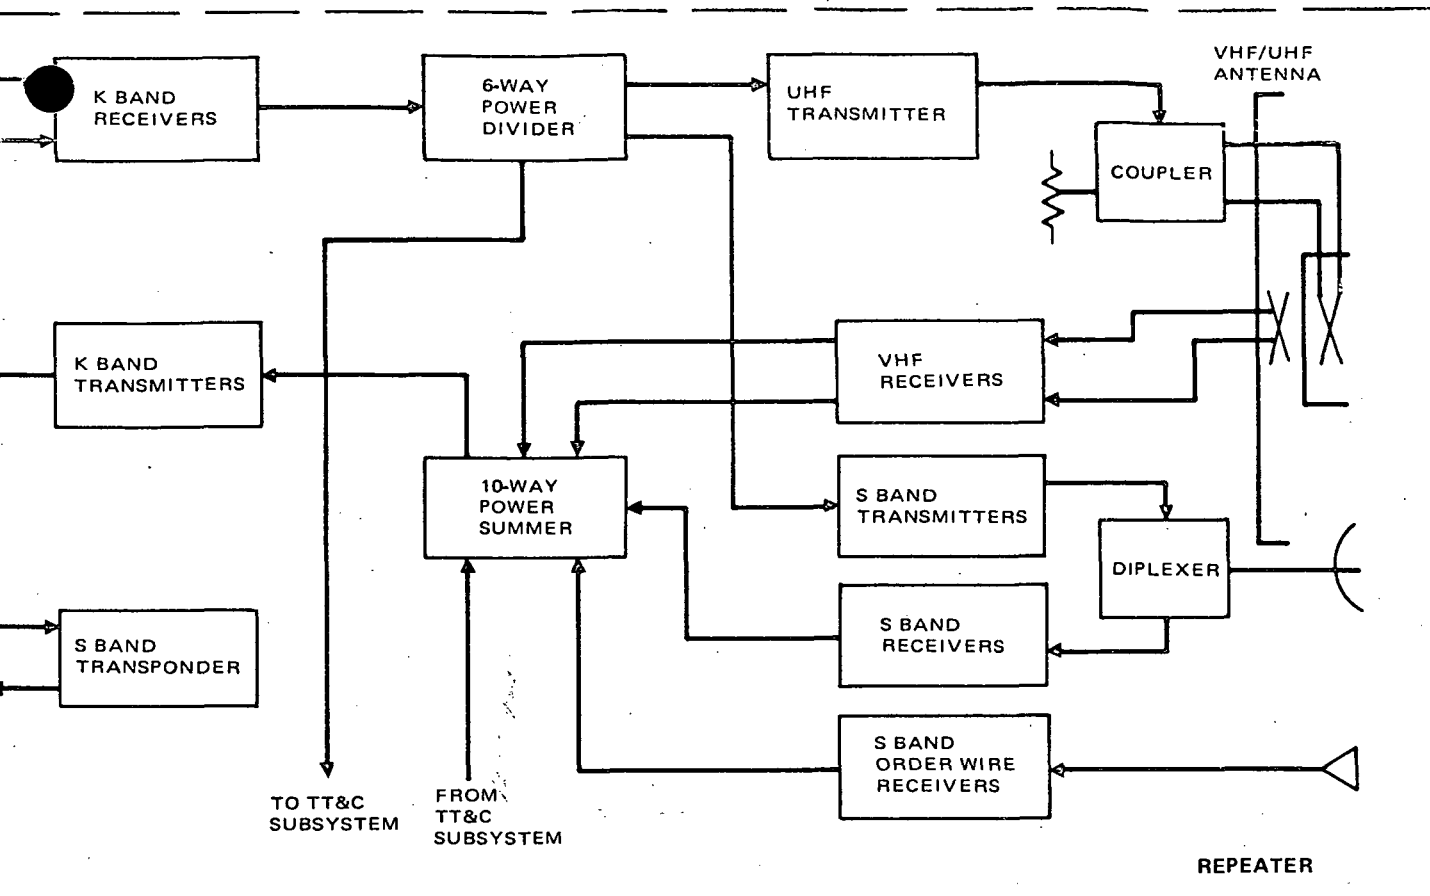 VHF/UHF
ANTENNA
K BAND
RECEIVERS
6-WAY
POWER
DIVIDER
UHF
TRANSMITTER
COUPLER
K BAND
TRANSMITTERS
VHF
RECEIVERS
10-WAY
POWER
SUMMER
S BAND
TRANSMITTERS
DIPLEXER
S BAND
TRANSPONDER
S BAND
RECEIVERS
S BAND
ORDER WIRE
RECEIVERS
TO TT&C
SUBSYSTEM
FROM
TT&C
SUBSYSTEM
REPEATER